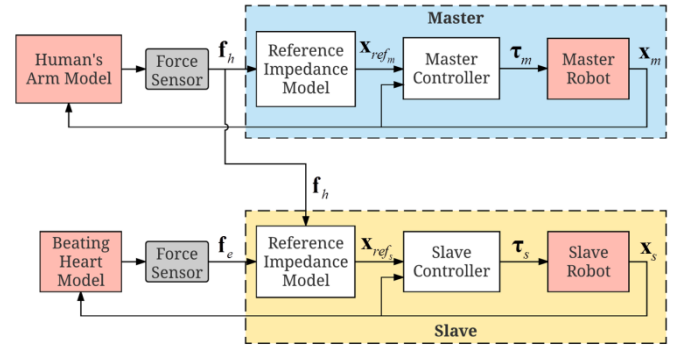 Master
Human's
Arm Model
Force
Sensor
f_h
Reference
Impedance
Model
x_ref_m
Master
Controller
τ_m
Master
Robot
x_m
f_h
Beating
Heart
Model
Force
Sensor
f_e
Reference
Impedance
Model
x_ref_s
Slave
Controller
τ_s
Slave
Robot
x_s
Slave